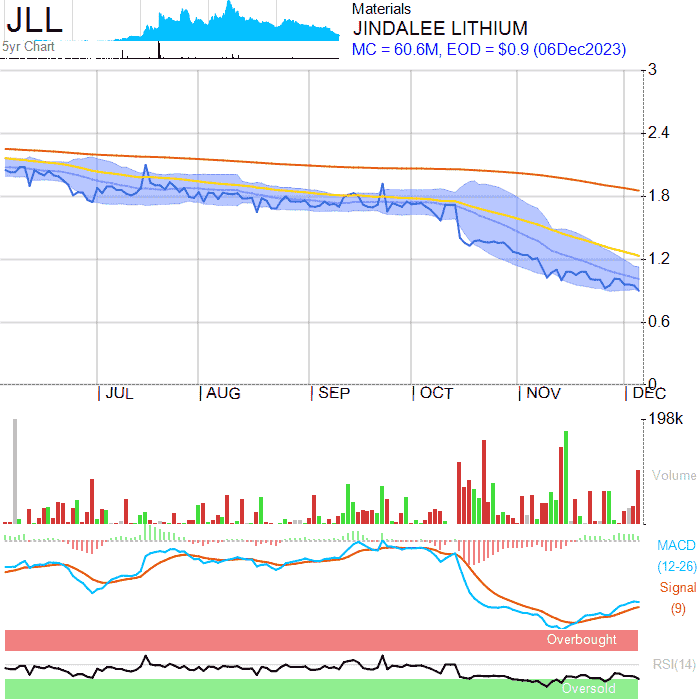 JLL
5yr Chart
Materials
JINDALEE LITHIUM
MC = 60.6M, EOD = $0.9 (06Dec2023)
3
2.4
1.8
1.2
0.6
0
JUL AUG SEP OCT NOV DEC
198k
Volume
MACD
(12-26)
Signal
(9)
Overbought
RSI(14)
Oversold